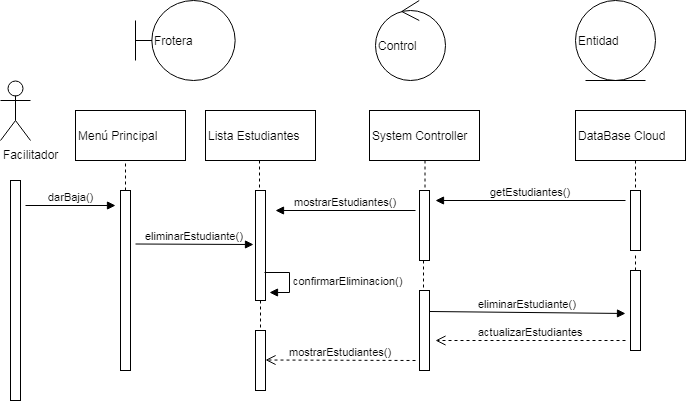 Frotera
Control
Entidad
Facilitador
Menú Principal
Lista Estudiantes
System Controller
DataBase Cloud
darBaja()
mostrarEstudiantes()
getEstudiantes()
eliminarEstudiante()
confirmarEliminacion()
eliminarEstudiante()
actualizarEstudiantes
mostrarEstudiantes()